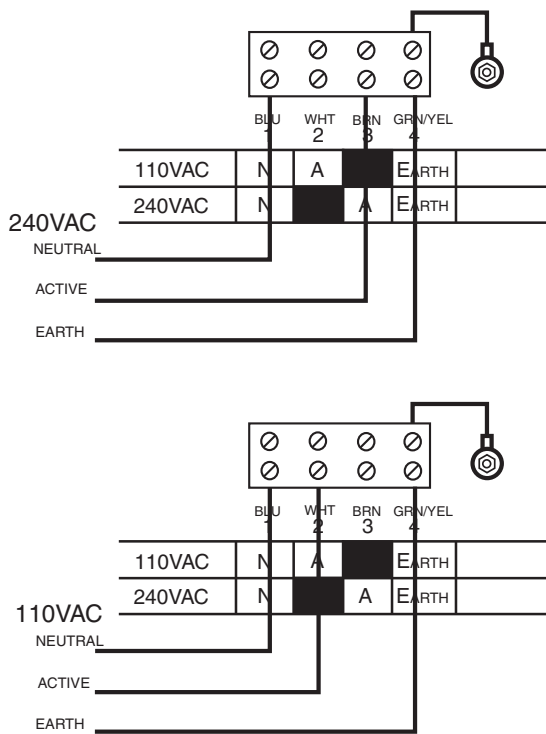 BLU WHT BRN GRN/YEL
1 2 3 4
110VAC N A EARTH
240VAC N A EARTH
240VAC
NEUTRAL
ACTIVE
EARTH
BLU WHT BRN GRN/YEL
1 2 3 4
110VAC N A EARTH
240VAC N A EARTH
110VAC
NEUTRAL
ACTIVE
EARTH